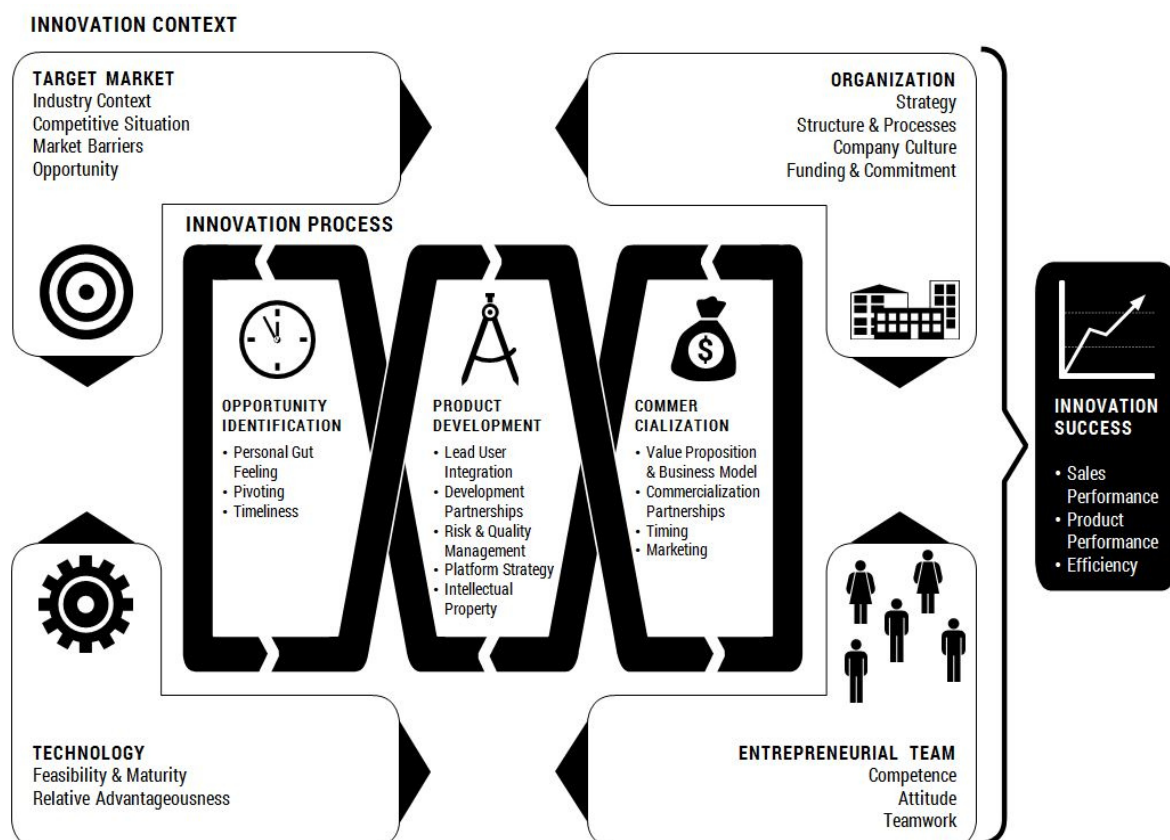 INNOVATION CONTEXT
TARGET MARKET
Industry Context
Competitive Situation
Market Barriers
Opportunity
ORGANIZATION
Strategy
Structure & Processes
Company Culture
Funding & Commitment
INNOVATION PROCESS
$
OPPORTUNITY
IDENTIFICATION
• Personal Gut
Feeling
• Pivoting
• Timeliness
PRODUCT
DEVELOPMENT
• Lead User
Integration
• Development
Partnerships
• Risk & Quality
Management
• Platform Strategy
• Intellectual
Property
COMMER
CIALIZATION
• Value Proposition
& Business Model
• Commercialization
Partnerships
• Timing
• Marketing
INNOVATION
SUCCESS
• Sales
Performance
• Product
Performance
• Efficiency
TECHNOLOGY
Feasibility & Maturity
Relative Advantageousness
ENTREPRENEURIAL TEAM
Competence
Attitude
Teamwork